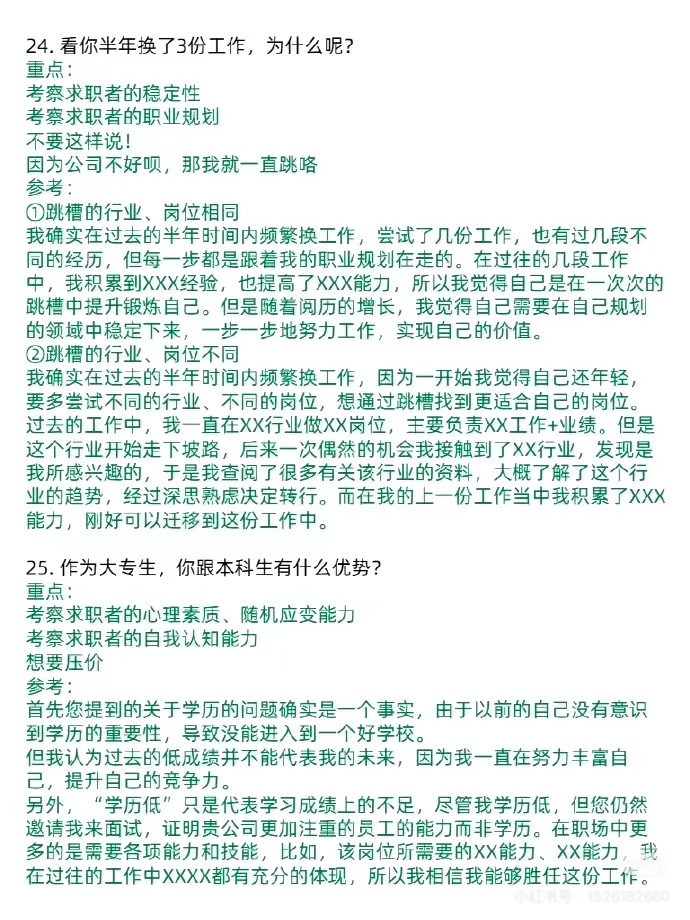 24. 看你半年换了3份工作，为什么呢？
重点：
考察求职者的稳定性
考察求职者的职业规划
不要这样说！
因为公司不好呗，那我就一直跳咯
参考：
①跳槽的行业、岗位相同
我确实在过去的半年时间内频繁换工作，尝试了几份工作，也有过几段不
同的经历，但每一步都是跟着我的职业规划在走的。在过往的几段工作
中，我积累到XXX经验，也提高了XXX能力，所以我觉得自己是在一次次的
跳槽中提升锻炼自己。但是随着阅历的增长，我觉得自己需要在自己规划
的领域中稳定下来，一步一步地努力工作，实现自己的价值。
②跳槽的行业、岗位不同
我确实在过去的半年时间内频繁换工作，因为一开始我觉得自己还年轻，
要多尝试不同的行业、不同的岗位，想通过跳槽找到更适合自己的岗位。
过去的工作中，我一直在XX行业做XX岗位，主要负责XX工作+业绩。但是
这个行业开始走下坡路，后来一次偶然的机会我接触到了XX行业，发现是
我所感兴趣的，于是我查阅了很多有关该行业的资料，大概了解了这个行
业的趋势，经过深思熟虑决定转行。而在我的上一份工作当中我积累了XXX
能力，刚好可以迁移到这份工作中。
25. 作为大专生，你跟本科生有什么优势？
重点：
考察求职者的心理素质、随机应变能力
考察求职者的自我认知能力
想要压价
参考：
首先您提到的关于学历的问题确实是一个事实，由于以前的自己没有意识
到学历的重要性，导致没能进入到一个好学校。
但我认为过去的低成绩并不能代表我的未来，因为我一直在努力丰富自
己，提升自己的竞争力。
另外，“学历低”只是代表学习成绩上的不足，尽管我学历低，但您仍然
邀请我来面试，证明贵公司更加注重的员工的能力而非学历。在职场中更
多的是需要各项能力和技能，比如，该岗位所需要的XX能力、XX能力，我
在过往的工作中XXXX都有充分的体现，所以我相信我能够胜任这份工作。
小红书号：1526182660